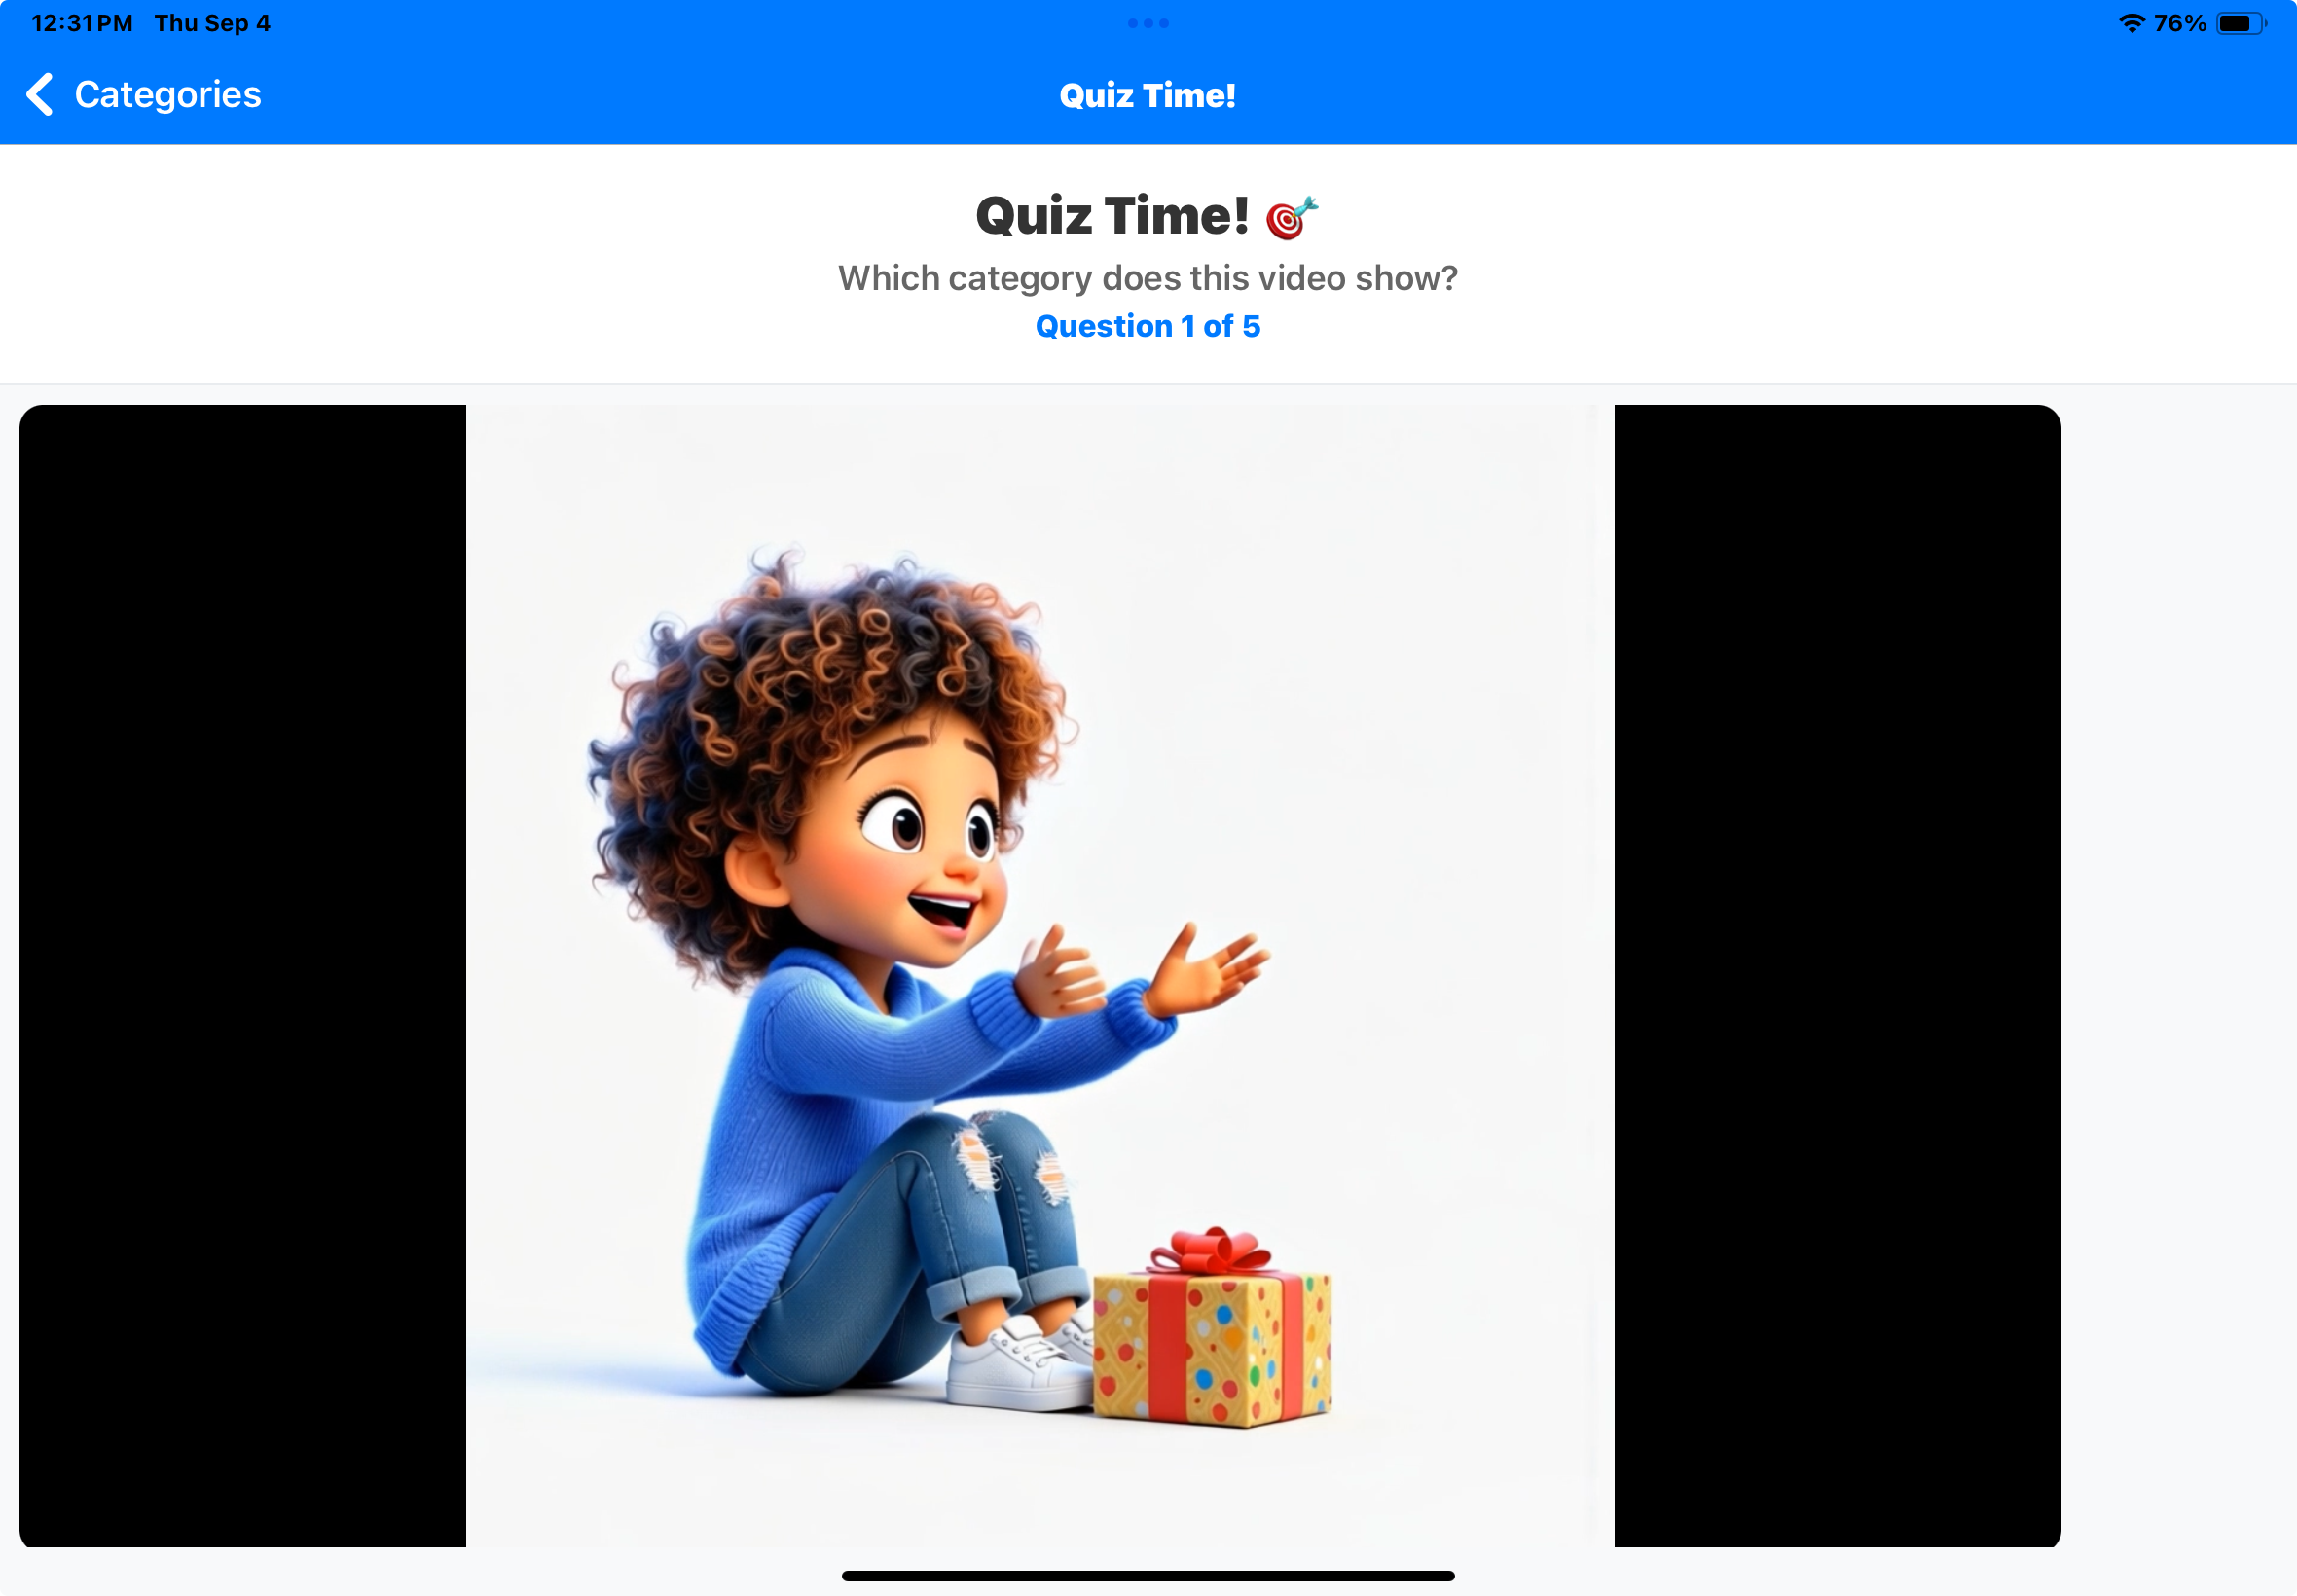 12:31 PM Thu Sep 4
76%
Categories
Quiz Time!
Quiz Time! 🎯
Which category does this video show?
Question 1 of 5